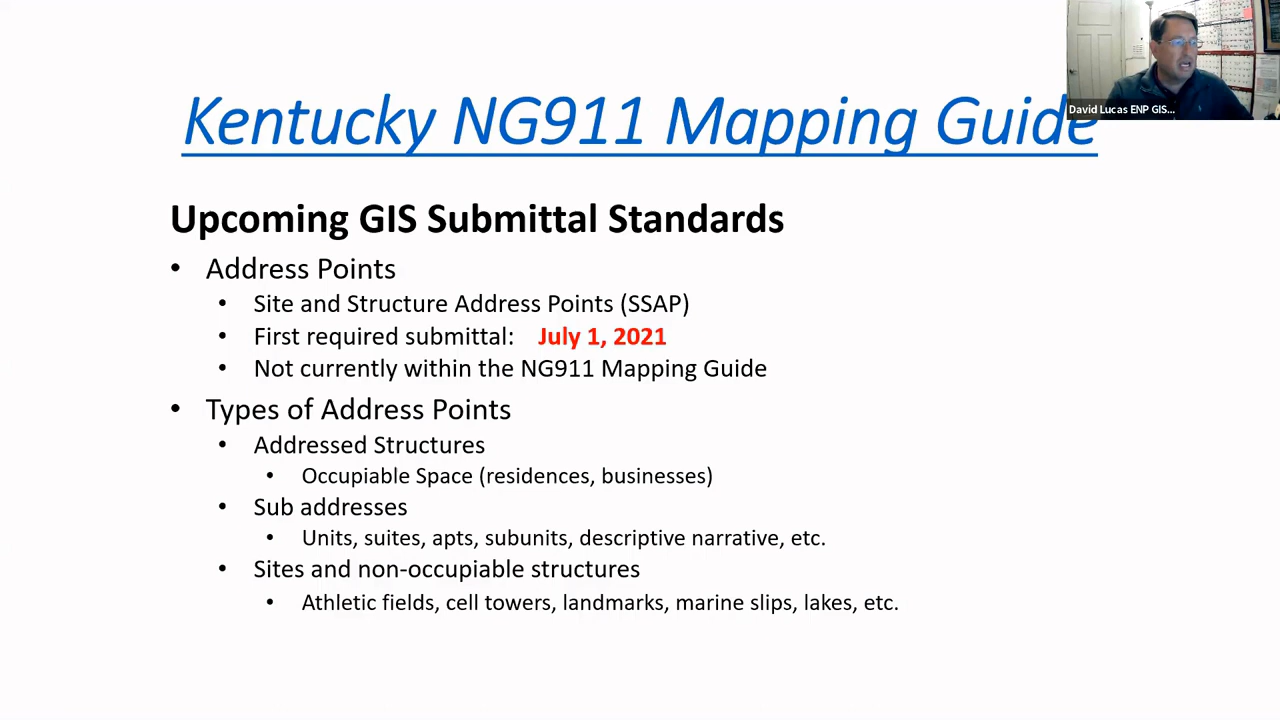 Kentucky NG911 Mapping Guide
David Lucas ENP GIS...
Upcoming GIS Submittal Standards
• Address Points
• Site and Structure Address Points (SSAP)
• First required submittal: July 1, 2021
• Not currently within the NG911 Mapping Guide
• Types of Address Points
• Addressed Structures
• Occupiable Space (residences, businesses)
• Sub addresses
• Units, suites, apts, subunits, descriptive narrative, etc.
• Sites and non-occupiable structures
• Athletic fields, cell towers, landmarks, marine slips, lakes, etc.